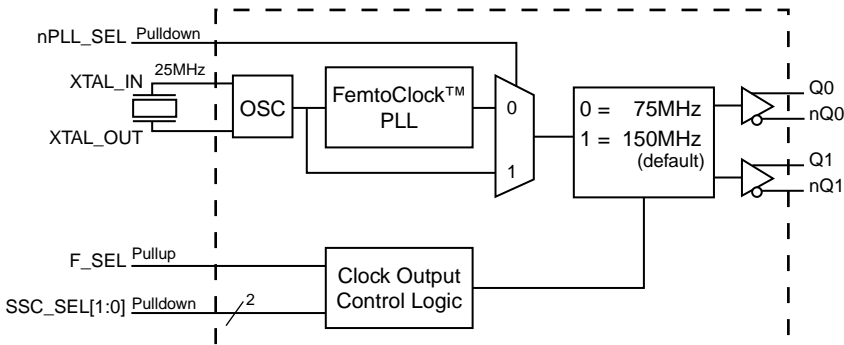 nPLL_SEL Pulldown
XTAL_IN 25MHz
XTAL_OUT
OSC
FemtoClock™
PLL
0
1
0 = 75MHz
1 = 150MHz
(default)
Q0
nQ0
Q1
nQ1
F_SEL Pullup
SSC_SEL[1:0] Pulldown 2
Clock Output
Control Logic